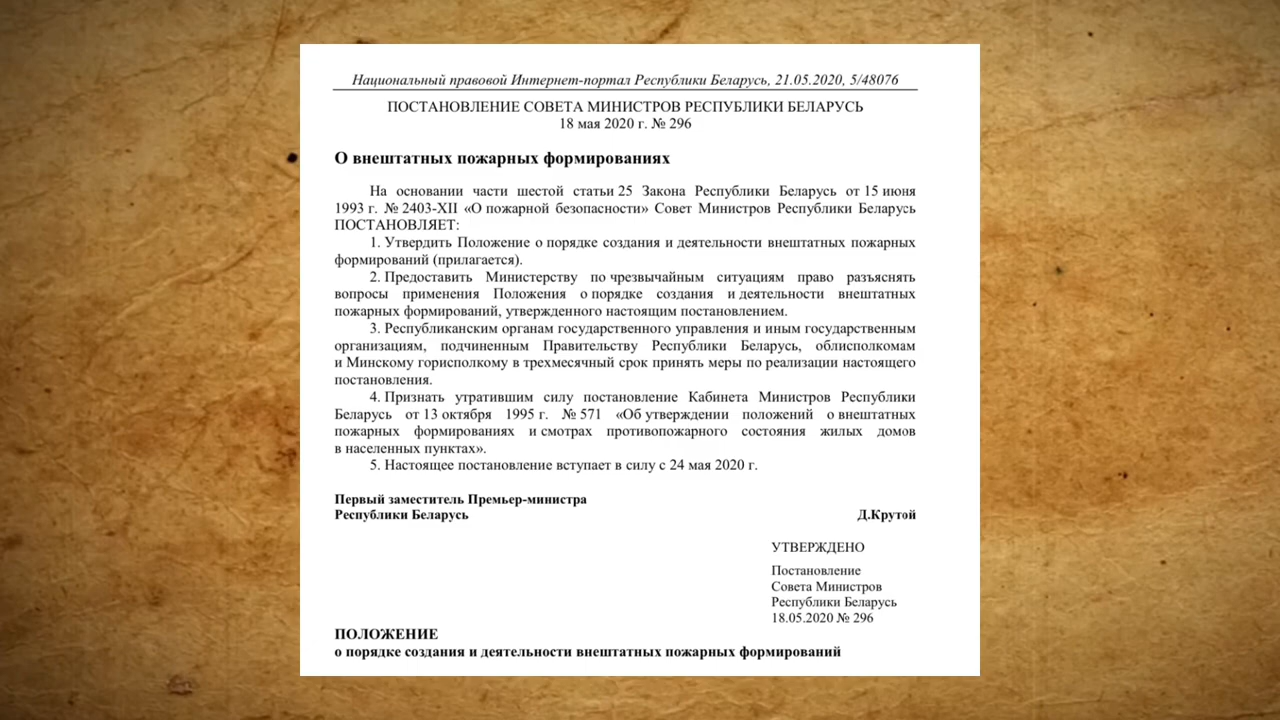 Национальный правовой Интернет-портал Республики Беларусь, 21.05.2020, 5/48076
ПОСТАНОВЛЕНИЕ СОВЕТА МИНИСТРОВ РЕСПУБЛИКИ БЕЛАРУСЬ
18 мая 2020 г. № 296
О внештатных пожарных формированиях
На основании части шестой статьи 25 Закона Республики Беларусь от 15 июня
1993 г. № 2403-XII «О пожарной безопасности» Совет Министров Республики Беларусь
ПОСТАНОВЛЯЕТ:
1. Утвердить Положение о порядке создания и деятельности внештатных пожарных
формирований (прилагается).
2. Предоставить Министерству по чрезвычайным ситуациям право разъяснять
вопросы применения Положения о порядке создания и деятельности внештатных
пожарных формирований, утвержденного настоящим постановлением.
3. Республиканским органам государственного управления и иным государственным
организациям, подчиненным Правительству Республики Беларусь, облисполкомам
и Минскому горисполкому в трехмесячный срок принять меры по реализации настоящего
постановления.
4. Признать утратившим силу постановление Кабинета Министров Республики
Беларусь от 13 октября 1995 г. № 571 «Об утверждении положений о внештатных
пожарных формированиях и смотрах противопожарного состояния жилых домов
в населенных пунктах».
5. Настоящее постановление вступает в силу с 24 мая 2020 г.
Первый заместитель Премьер-министра
Республики Беларусь Д.Крутой
УТВЕРЖДЕНО
Постановление
Совета Министров
Республики Беларусь
18.05.2020 № 296
ПОЛОЖЕНИЕ
о порядке создания и деятельности внештатных пожарных формирований